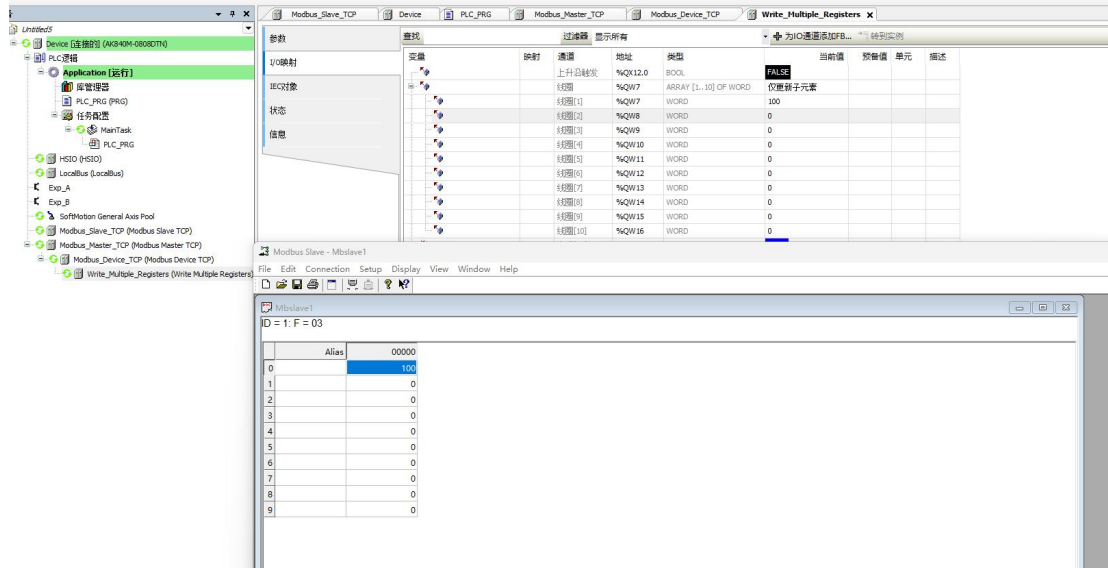 Modbus_Slave_TCP Device PLC_PRG Modbus_Master_TCP Modbus_Device_TCP Write_Multiple_Registers X
Untitled5
Device [连接的] (AK840M-0808DTN)
PLC逻辑
Application [运行]
库管理器
PLC_PRG (PRG)
任务配置
MainTask
PLC_PRG
HSIO (HSIO)
LocalBus (LocalBus)
Exp_A
Exp_B
SoftMotion General Axis Pool
Modbus_Slave_TCP (Modbus Slave TCP)
Modbus_Master_TCP (Modbus Master TCP)
Modbus_Device_TCP (Modbus Device TCP)
Write_Multiple_Registers (Write Multiple Registers)
参数
I/O映射
IEC对象
状态
信息
查找 过滤器 显示所有 为IO通道添加FB... 转到实例
变量 映射 通道 地址 类型 当前值 预备值 单元 描述
上升沿触发 %QX12.0 BOOL FALSE
线圈 %QW7 ARRAY [1..10] OF WORD 仅更新子元素
线圈[1] %QW7 WORD 100
线圈[2] %QW8 WORD 0
线圈[3] %QW9 WORD 0
线圈[4] %QW10 WORD 0
线圈[5] %QW11 WORD 0
线圈[6] %QW12 WORD 0
线圈[7] %QW13 WORD 0
线圈[8] %QW14 WORD 0
线圈[9] %QW15 WORD 0
线圈[10] %QW16 WORD 0
Modbus Slave - Mbslave1
File Edit Connection Setup Display View Window Help
Mbslave1
ID = 1: F = 03
Alias 00000
0 100
1 0
2 0
3 0
4 0
5 0
6 0
7 0
8 0
9 0